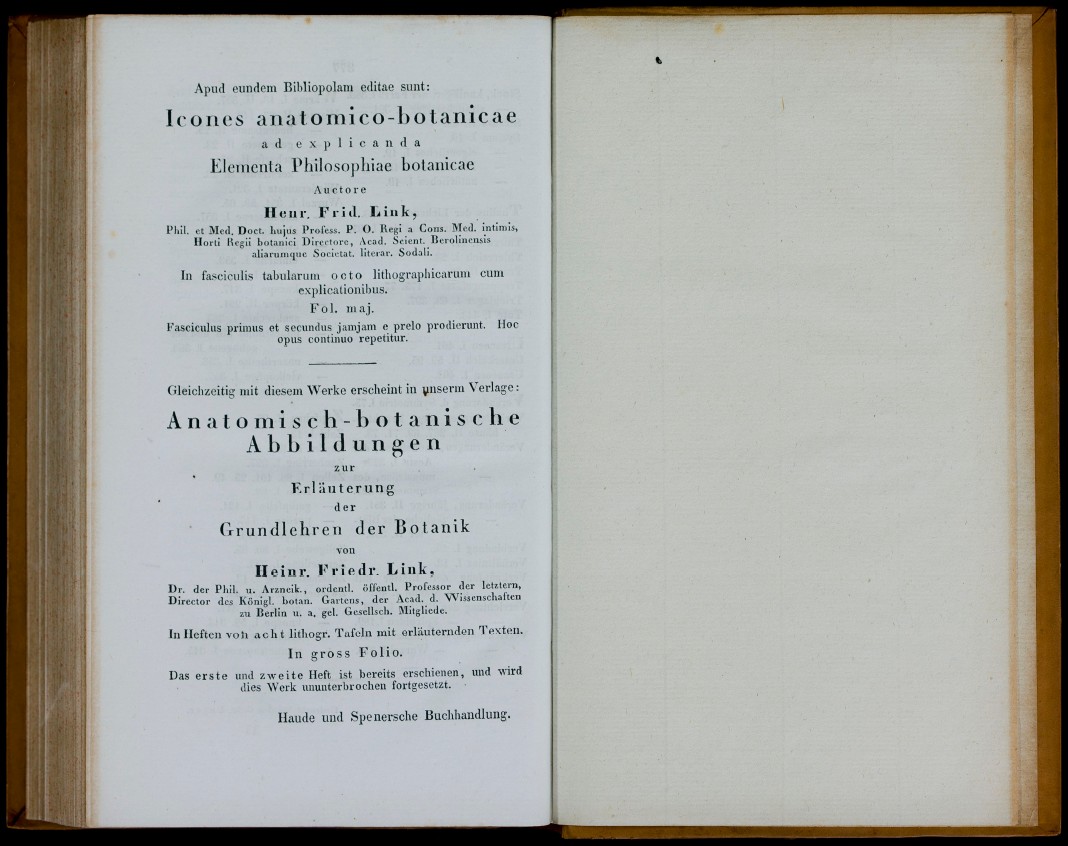 Apud eundem Bibliopolam editae sunt:
Icones anatomico-botanicae
ad explicanda
Elementa Philosophiae botanicae
Auctore
Henr. Frid. Link,
Phil. et Med. Doct. hujus Profess. P. O. Regi a Cons. Med. intimis,
Horti Regii botanici Directore, Acad. Scient. Berolinensis
aliarumque Societat. literar. Sodali.
In fasciculis tabularum octo lithographicarum cum
explicationibus.
Fol. maj.
Fasciculus primus et secundus jamjam e prelo prodierunt. Hoc
opus continuo repetitur.
Gleichzeitig mit diesem Werke erscheint in unserm Verlage:
Anatomisch-botanische
Abbildungen
zur
Erläuterung
der
Grundlehren der Botanik
von
Heinr. Friedr. Link,
Dr. der Phil. u. Arzneik., ordentl. öffentl. Professor der letztern,
Director des Königl. botan. Gartens, der Acad. d. Wissenschaften
zu Berlin u. a. gel. Gesellsch. Mitgliede.
In Heften von acht lithogr. Tafeln mit erläuternden Texten.
In gross Folio.
Das erste und zweite Heft ist bereits erschienen, und wird
dies Werk ununterbrochen fortgesetzt.
Haude und Spenersche Buchhandlung.